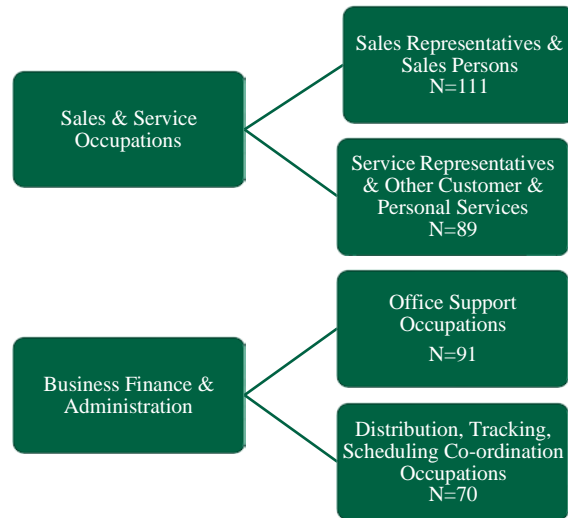 Sales & Service
Occupations
Sales Representatives &
Sales Persons
N=111
Service Representatives
& Other Customer &
Personal Services
N=89
Business Finance &
Administration
Office Support
Occupations
N=91
Distribution, Tracking,
Scheduling Co-ordination
Occupations
N=70